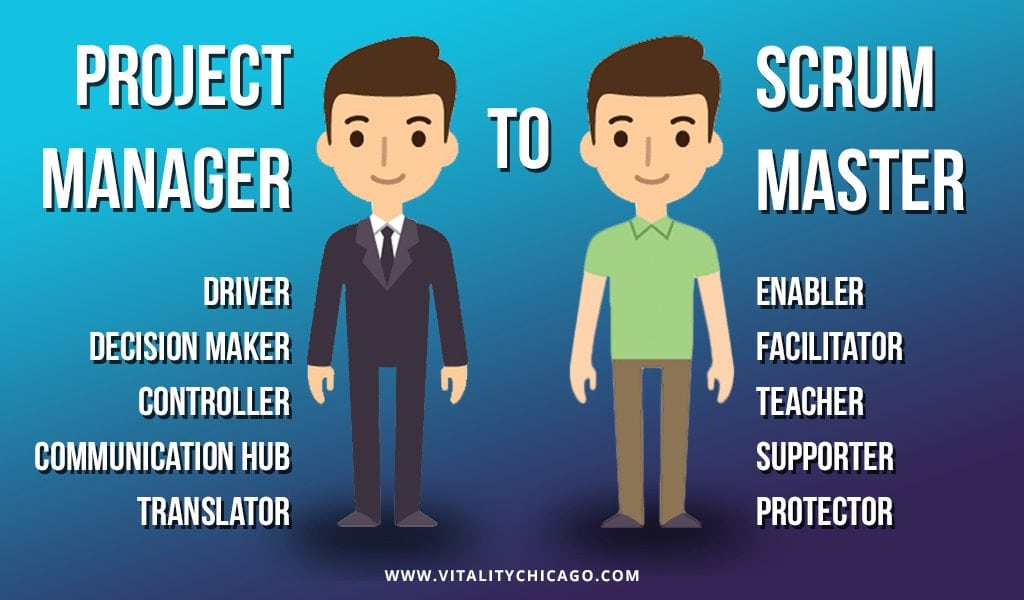 PROJECT
MANAGER
TO
SCRUM
MASTER
DRIVER
DECISION MAKER
CONTROLLER
COMMUNICATION HUB
TRANSLATOR
ENABLER
FACILITATOR
TEACHER
SUPPORTER
PROTECTOR
WWW.VITALITYCHICAGO.COM